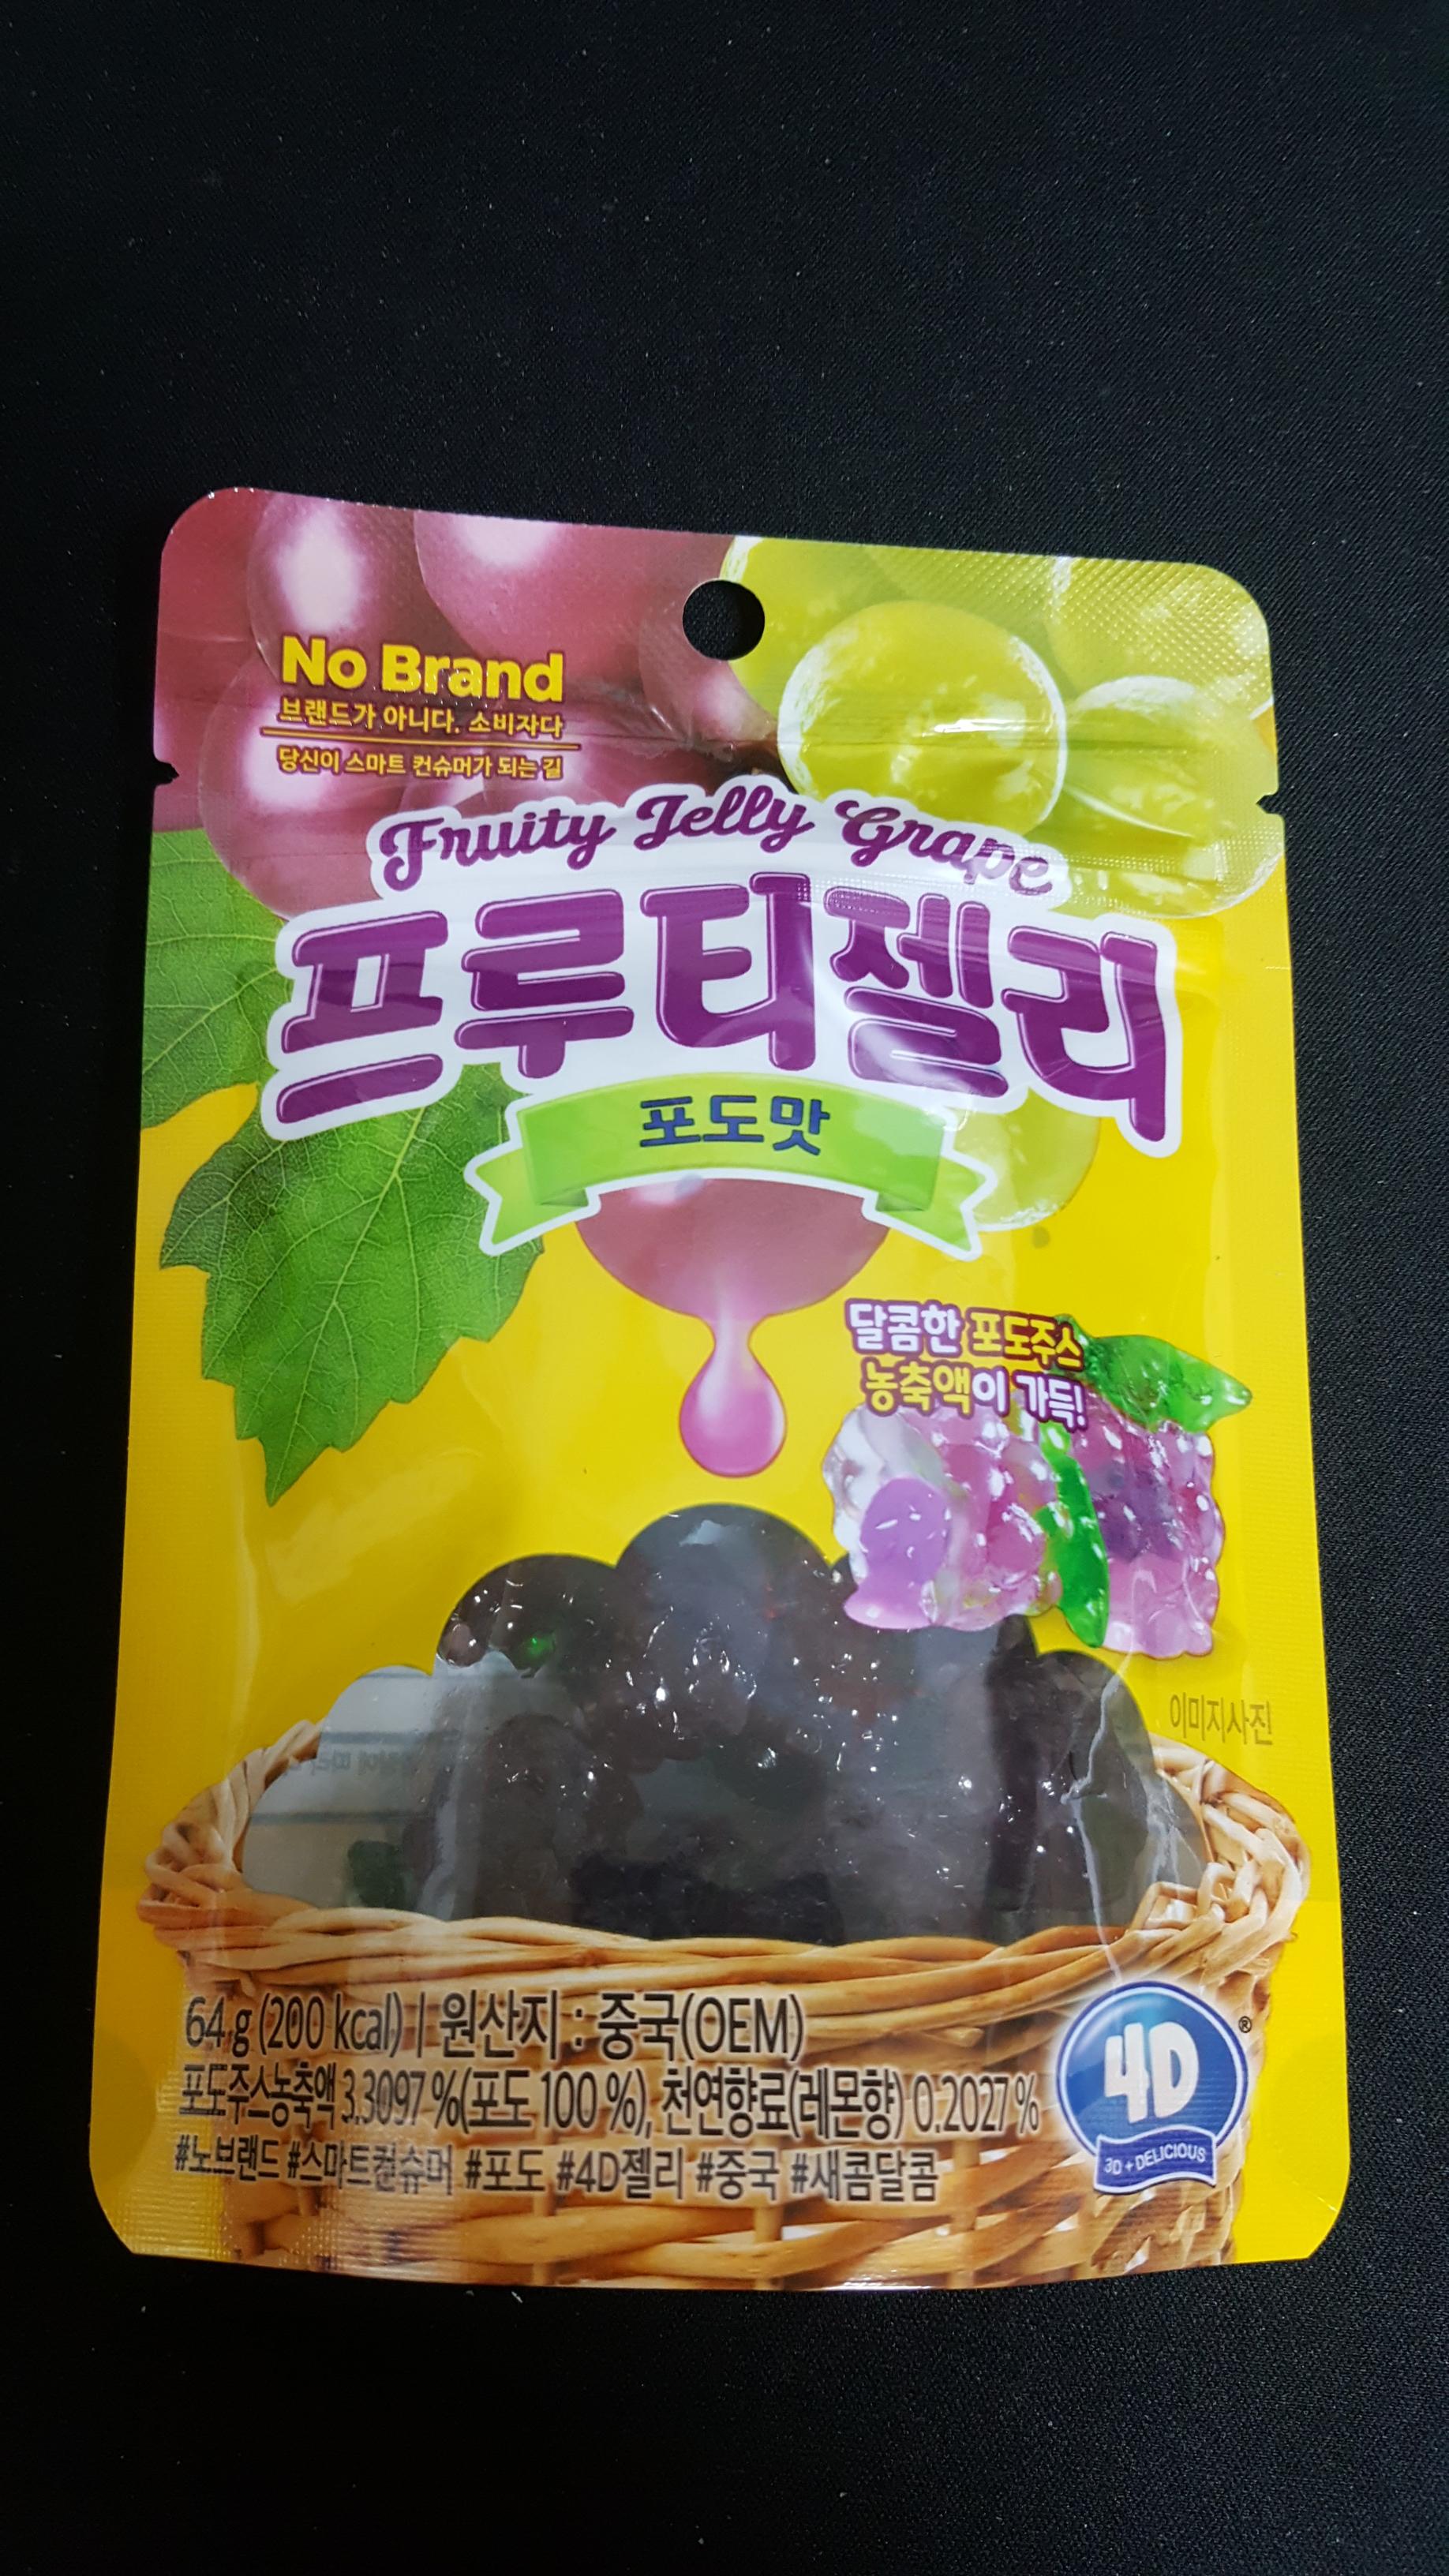 No Brand
브랜드가 아니다. 소비자다
당신이 스마트 컨슈머가 되는 길
Fruity Jelly Grape
프루티젤리
포도맛
달콤한 포도주스
농축액이 가득!
이미지사진
64 g (200 kcal) | 원산지 : 중국(OEM)
포도주스농축액 3.3097 %(포도 100 %), 천연향료(레몬향) 0.2027 %
#노브랜드 #스마트컨슈머 #포도 #4D젤리 #중국 #새콤달콤
4D ®
3D + DELICIOUS